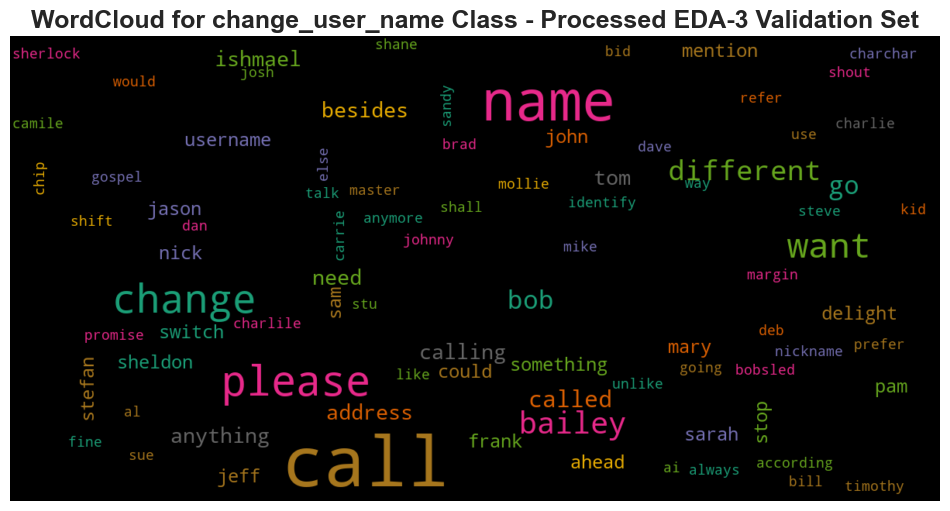 WordCloud for change_user_name Class - Processed EDA-3 Validation Set
sherlock
shane
bid
mention
charchar
ishmael
josh
shout
would
name
refer
besides
sandy
camile
username
john
use
charlie
brad
dave
else
different
chip
gospel
talk
master
mollie
tom
way
go
jason
shall
identify
steve
kid
shift
dan
carrie
anymore
johnny
mike
want
nick
need
margin
change
sam
stu
bob
delight
promise
switch
charlile
deb
mary
nickname
prefer
sheldon
calling
something
going
bobsled
stefan
please
like
could
unlike
pam
al
address
called
bailey
stop
fine
anything
frank
sarah
sue
call
ahead
ai
always
according
jeff
bill
timothy